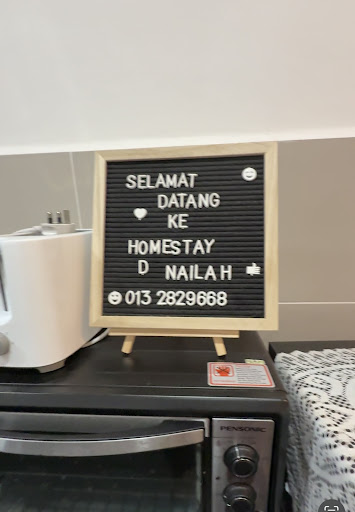 SELAMAT
DATANG
KE
HOMESTAY
D NAILAH
013 2829668
PENSONIC